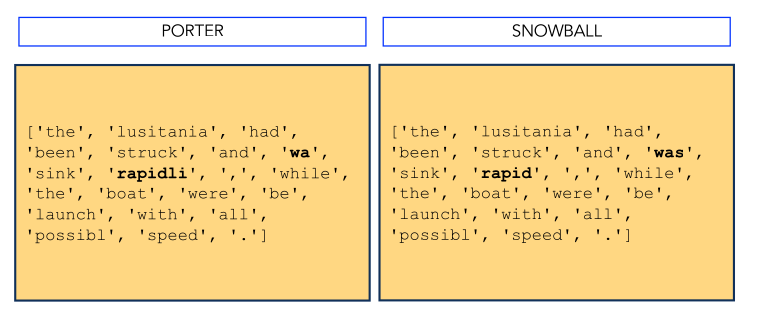 PORTER
['the', 'lusitania', 'had',
'been', 'struck', 'and', 'wa',
'sink', 'rapidli', ',', 'while',
'the', 'boat', 'were', 'be',
'launch', 'with', 'all',
'possibl', 'speed', '.']
SNOWBALL
['the', 'lusitania', 'had',
'been', 'struck', 'and', 'was',
'sink', 'rapid', ',', 'while',
'the', 'boat', 'were', 'be',
'launch', 'with', 'all',
'possibl', 'speed', '.']